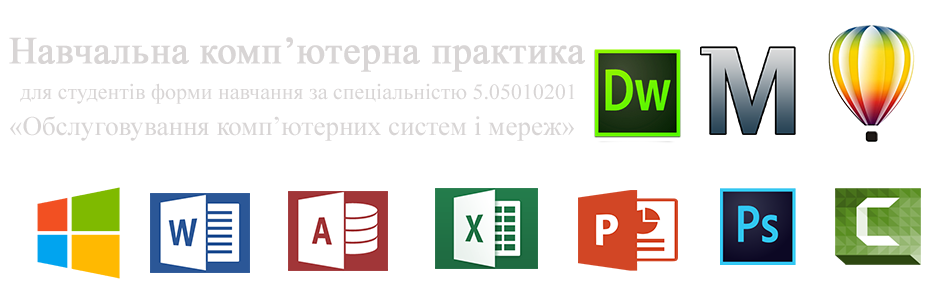 Навчальна комп’ютерна практика
для студентів форми навчання за спеціальністю 5.05010201
«Обслуговування комп’ютерних систем і мереж»
Dw
M
W
A
X
P
Ps
C